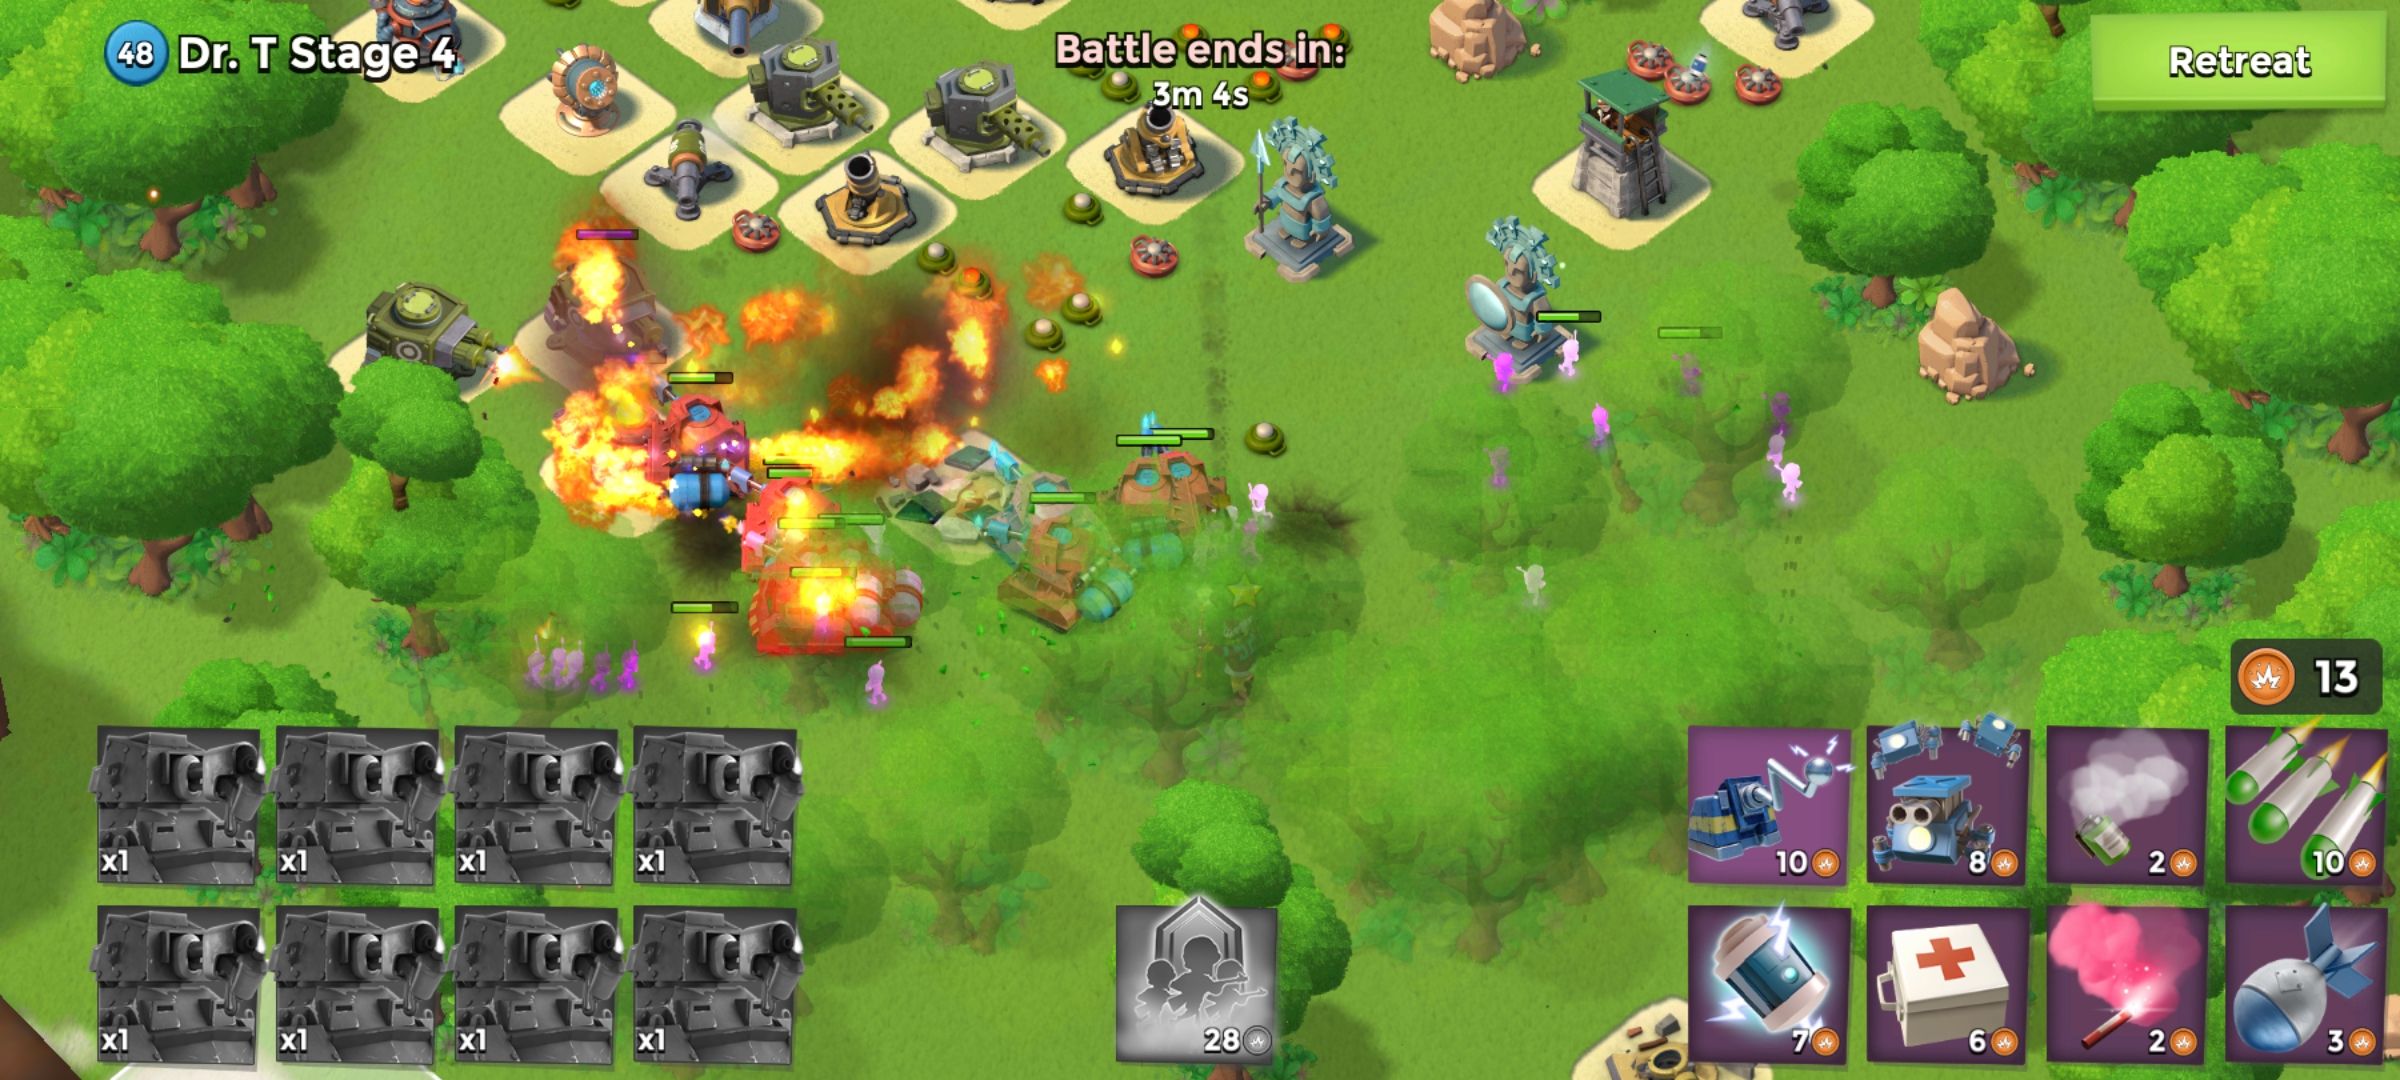 48 Dr. T Stage 4
Battle ends in:
3m 4s
Retreat
13
x1 x1 x1 x1
10 8 2 10
x1 x1 x1 x1
28
7 6 2 3